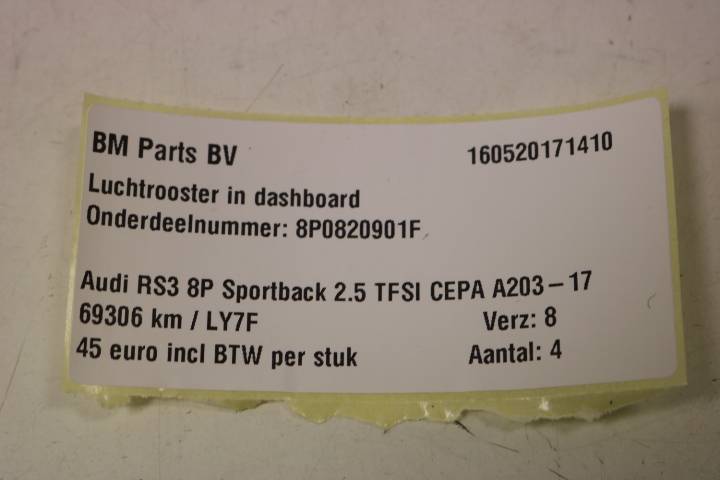 BM Parts BV 160520171410
Luchtrooster in dashboard
Onderdeelnummer: 8P0820901F
Audi RS3 8P Sportback 2.5 TFSI CEPA A203-17
69306 km / LY7F Verz: 8
45 euro incl BTW per stuk Aantal: 4